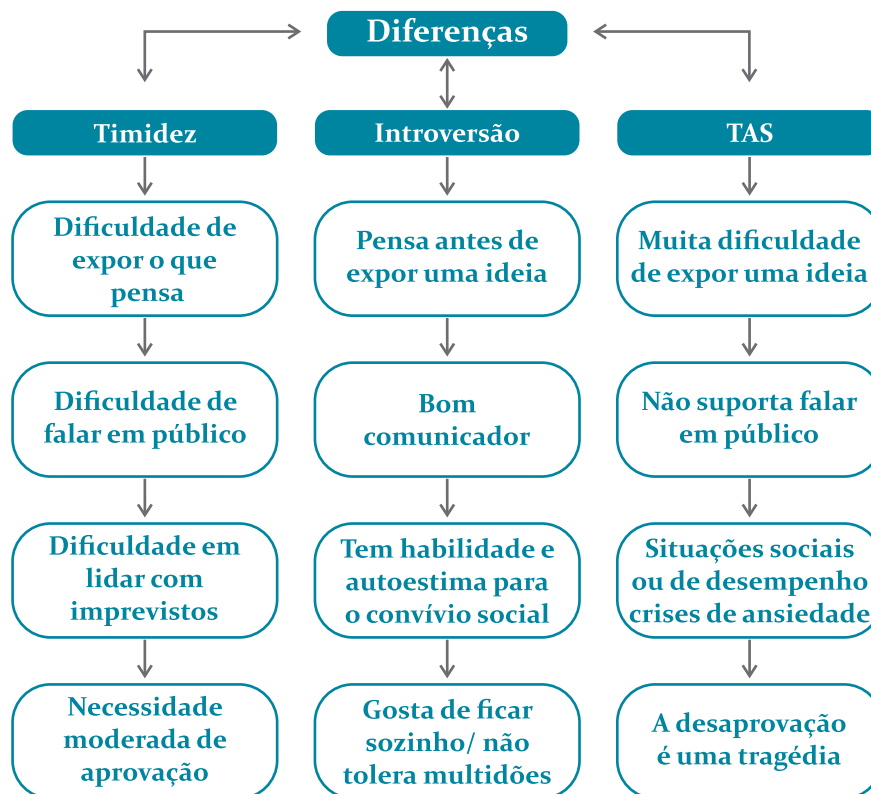 Diferenças
Timidez
Dificuldade de
expor o que
pensa
Dificuldade de
falar em público
Dificuldade em
lidar com
imprevistos
Necessidade
moderada de
aprovação
Introversão
Pensa antes de
expor uma ideia
Bom
comunicador
Tem habilidade e
autoestima para
o convívio social
Gosta de ficar
sozinho/ não
tolera multidões
TAS
Muita dificuldade
de expor uma ideia
Não suporta falar
em público
Situações sociais
ou de desempenho
crises de ansiedade
A desaprovação
é uma tragédia